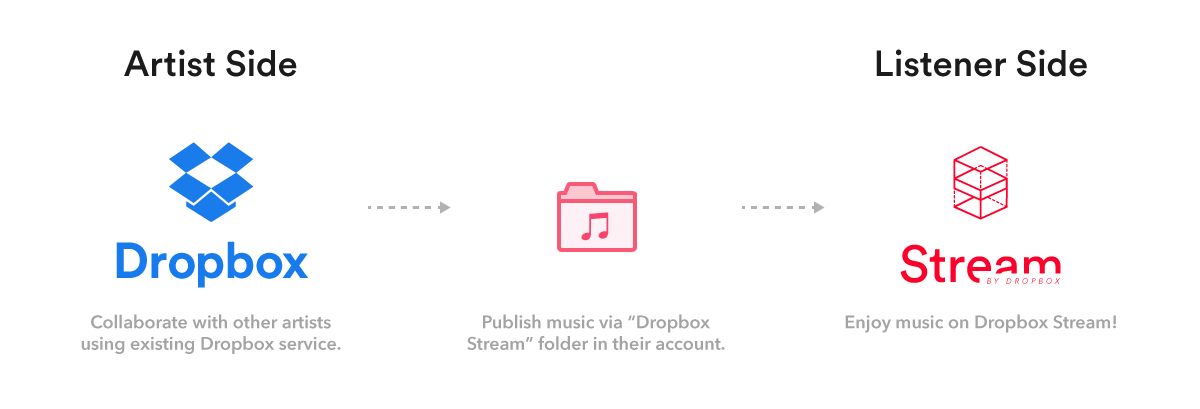 Artist Side
Listener Side
Dropbox
Stream
BY DROPBOX
Collaborate with other artists
using existing Dropbox service.
Publish music via “Dropbox
Stream” folder in their account.
Enjoy music on Dropbox Stream!